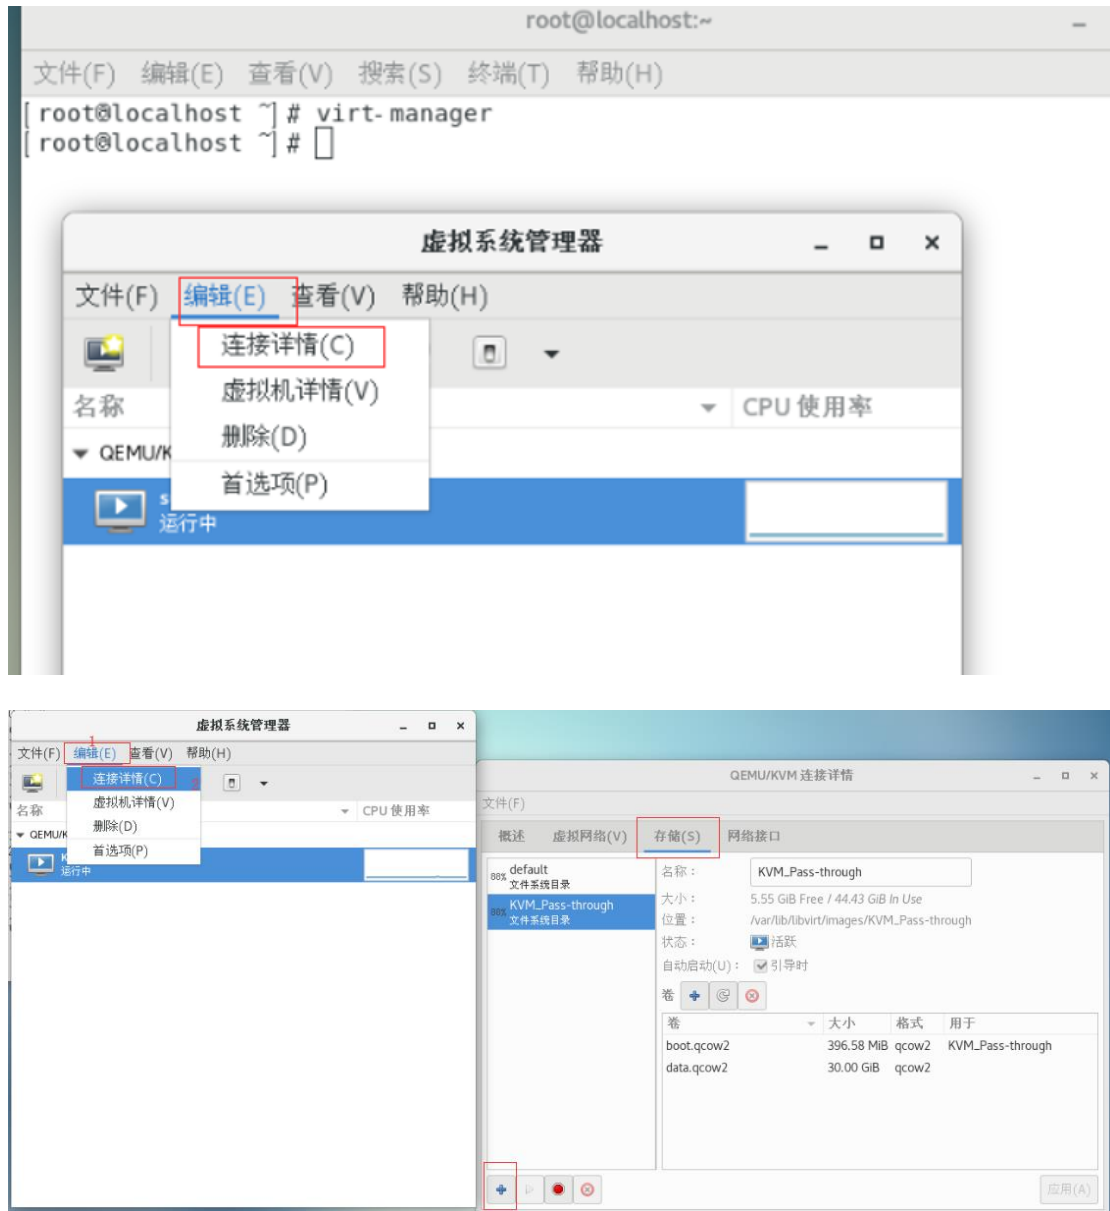 root@localhost:~
文件(F) 编辑(E) 查看(V) 搜索(S) 终端(T) 帮助(H)
[root@localhost ~]# virt-manager
[root@localhost ~]#
虚拟系统管理器
文件(F) 编辑(E) 查看(V) 帮助(H)
连接详情(C)
虚拟机详情(V)
删除(D)
首选项(P)
名称 CPU 使用率
QEMU/K
s
运行中
虚拟系统管理器
1
文件(F) 编辑(E) 查看(V) 帮助(H)
连接详情(C)
虚拟机详情(V)
删除(D)
首选项(P)
名称 CPU 使用率
QEMU/K
K
运行中
QEMU/KVM 连接详情
文件(F)
概述 虚拟网络(V) 存储(S) 网络接口
88% default
文件系统目录
KVM_Pass-through
文件系统目录
名称： KVM_Pass-through
大小： 5.55 GiB Free / 44.43 GiB In Use
位置： /var/lib/libvirt/images/KVM_Pass-through
状态： 活跃
自动启动(U)： 引导时
卷
卷 大小 格式 用于
boot.qcow2 396.58 MiB qcow2 KVM_Pass-through
data.qcow2 30.00 GiB qcow2
应用(A)